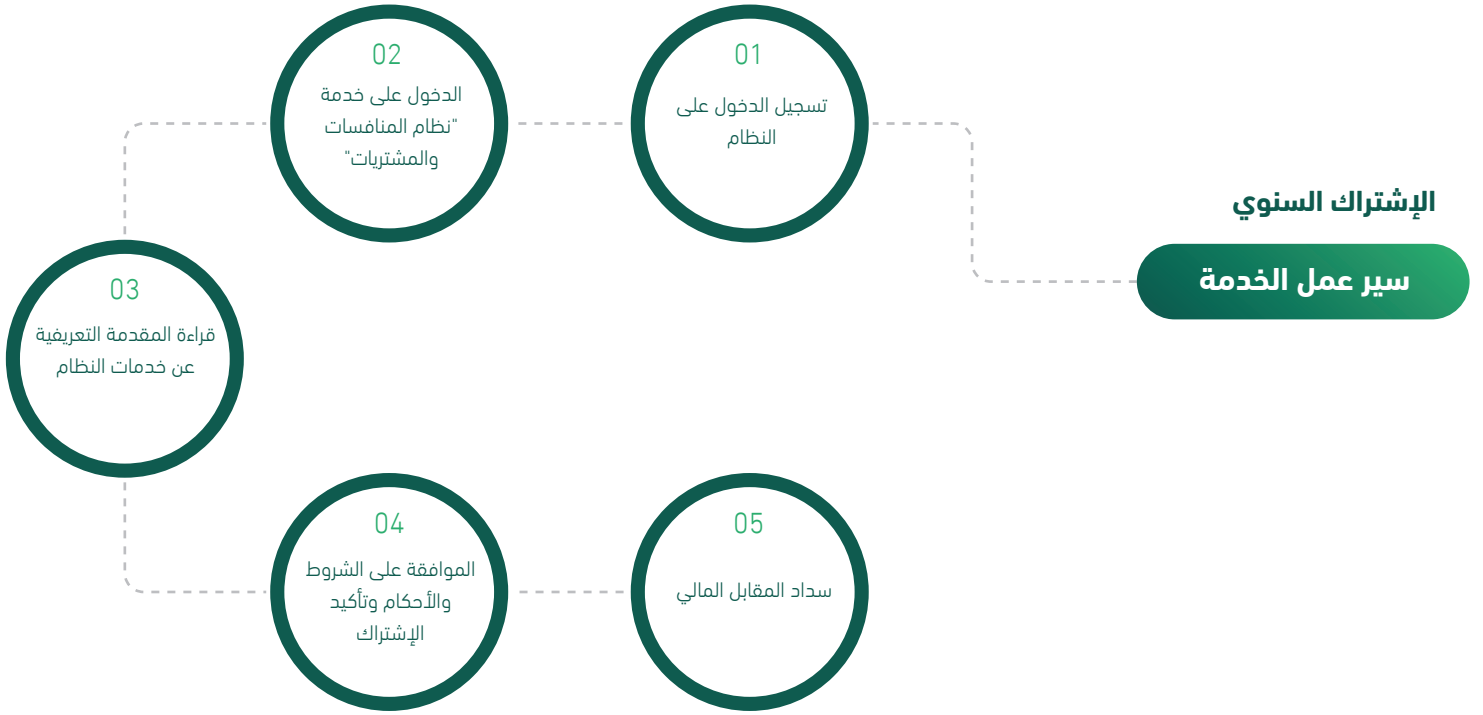 الإشتراك السنوي
سير عمل الخدمة
01
تسجيل الدخول على
النظام
02
الدخول على خدمة
"نظام المنافسات
والمشتريات"
03
قراءة المقدمة التعريفية
عن خدمات النظام
04
الموافقة على الشروط
والأحكام وتأكيد
الإشتراك
05
سداد المقابل المالي